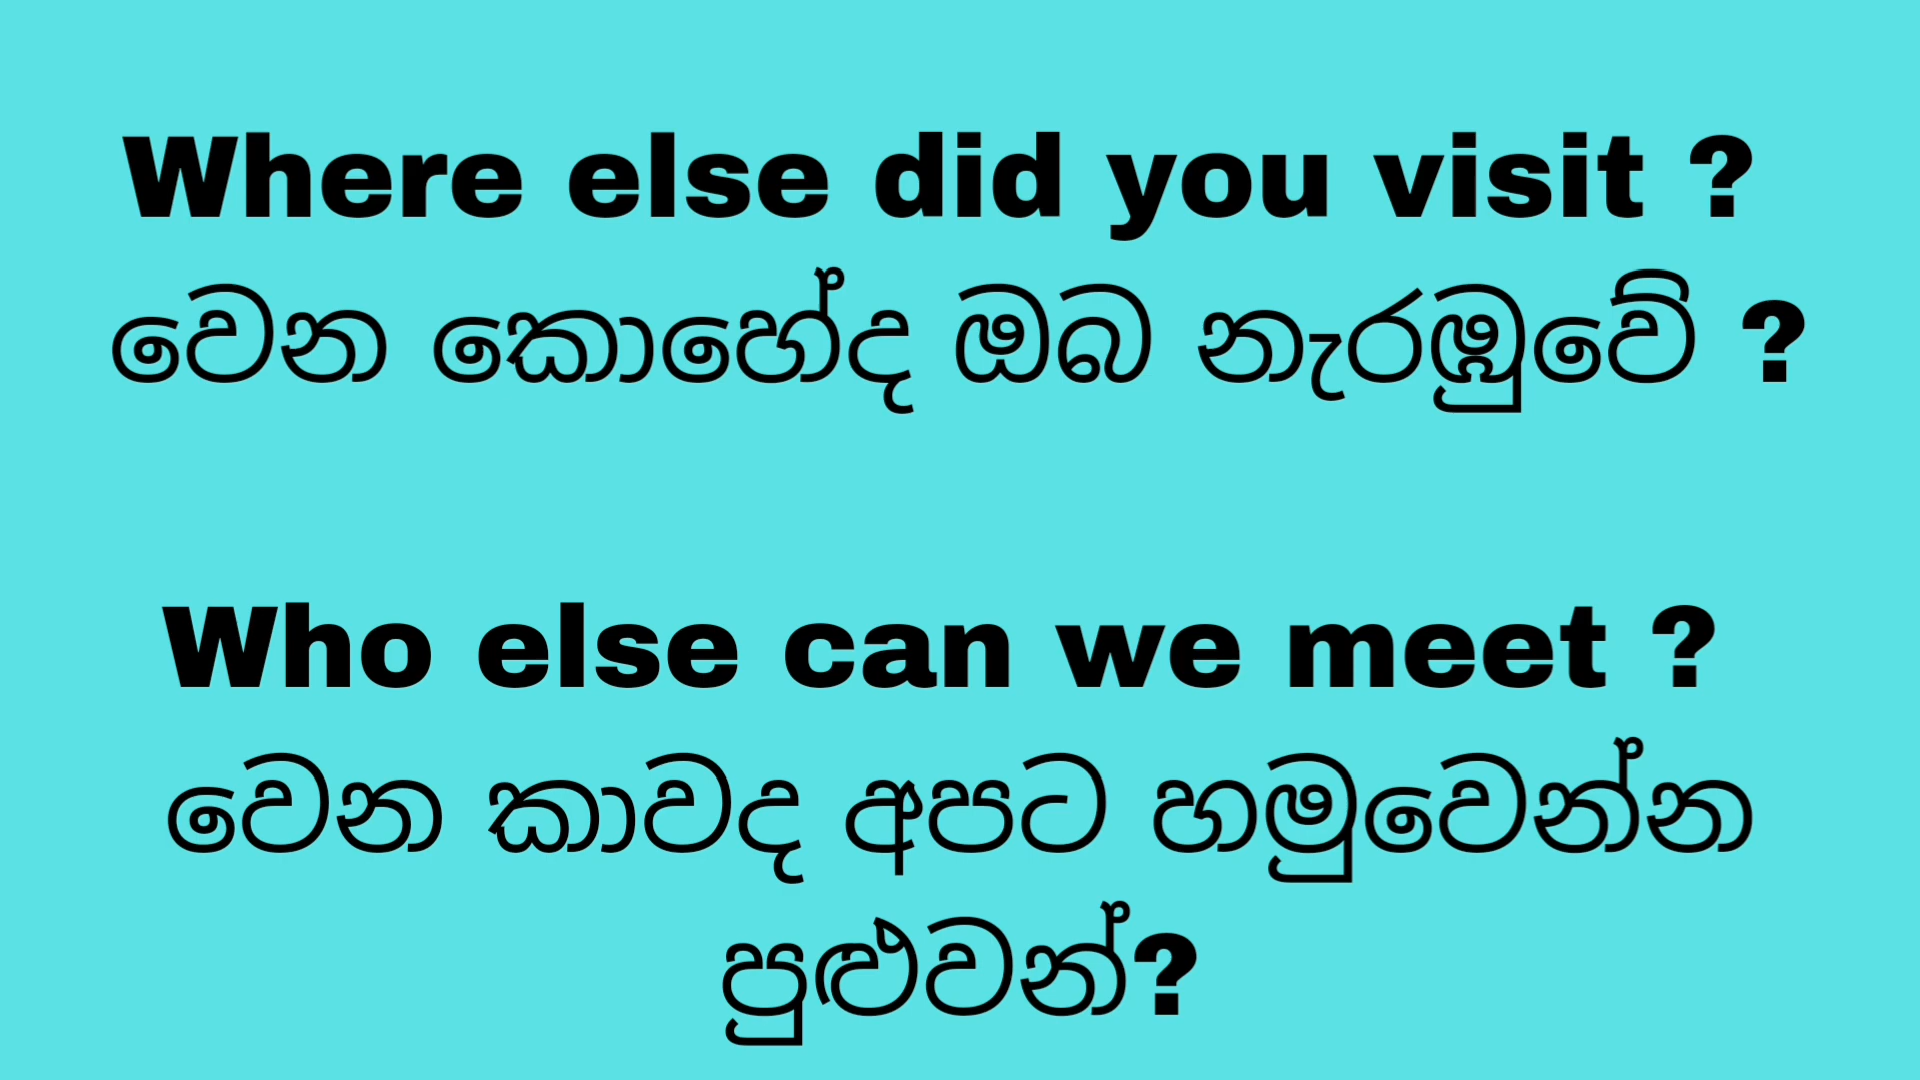 Where else did you visit ?
වෙන කොහේද ඔබ නැරඹුවේ ?
Who else can we meet ?
වෙන කාවද අපට හමුවෙන්න
පුළුවන්?